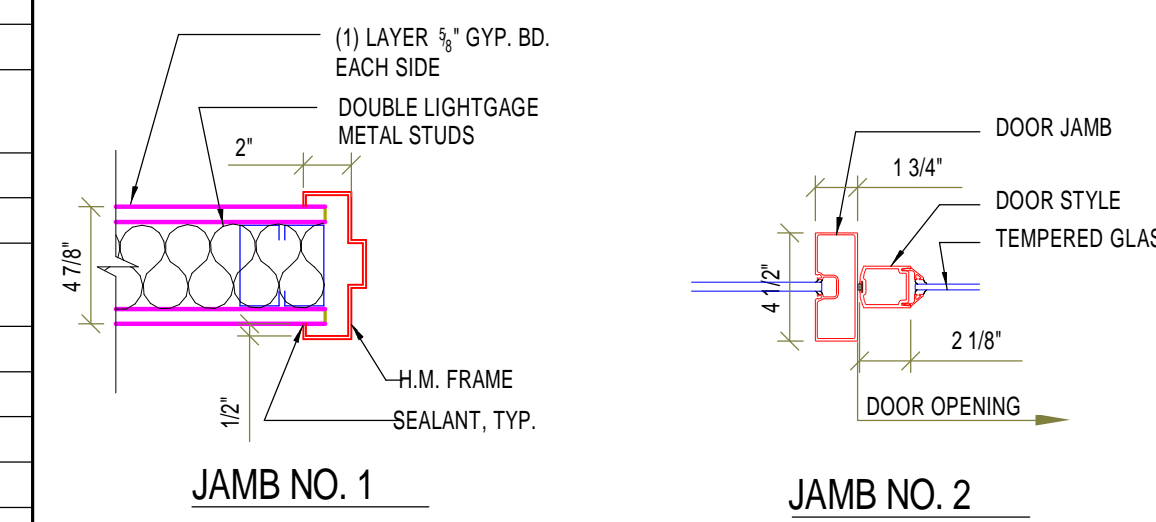 (1) LAYER ⅝" GYP. BD.
EACH SIDE
DOUBLE LIGHTGAGE
METAL STUDS
2"
4 7/8"
1/2"
H.M. FRAME
SEALANT, TYP.
JAMB NO. 1
DOOR JAMB
1 3/4"
DOOR STYLE
TEMPERED GLAS
4 1/2"
2 1/8"
DOOR OPENING
JAMB NO. 2